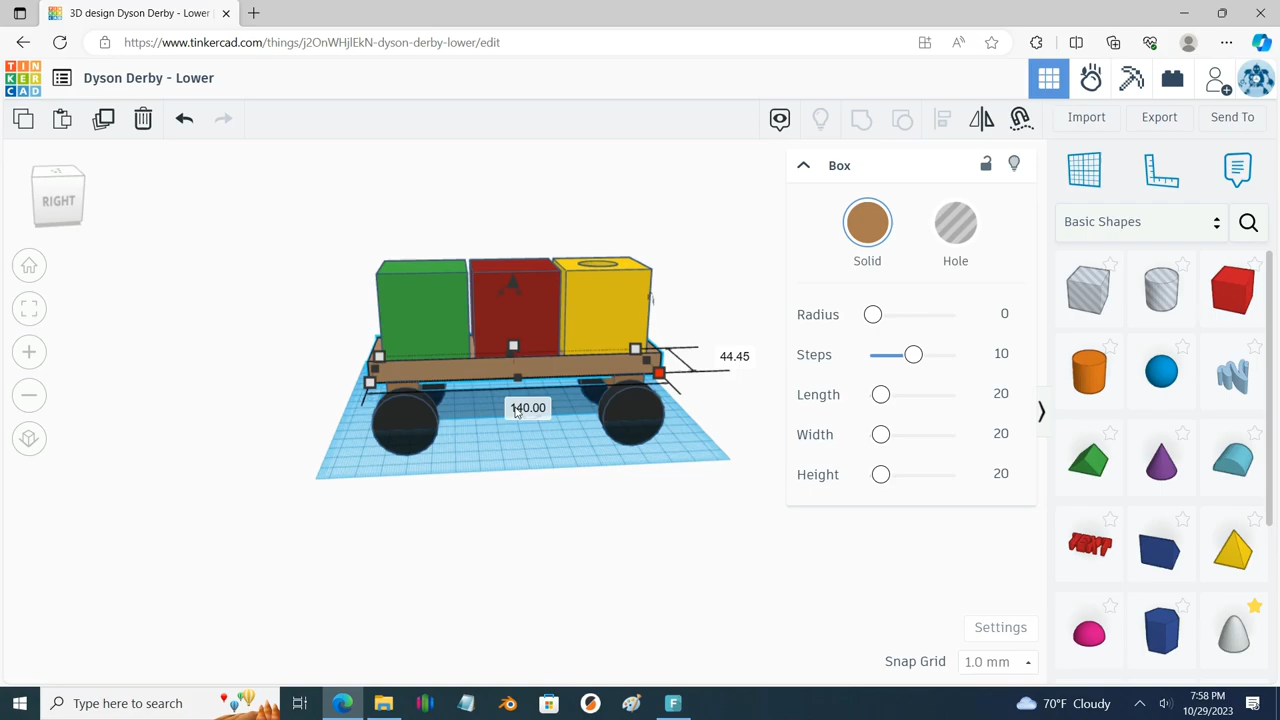 3D design Dyson Derby - Lower
https://www.tinkercad.com/things/j2OnWHjlEkN-dyson-derby-lower/edit
TIN
KER
CAD
Dyson Derby - Lower
Import
Export
Send To
RIGHT
Box
Solid
Hole
Radius 0
Steps 10
Length 20
Width 20
Height 20
Basic Shapes
44.45
140.00
TEXT
Settings
Snap Grid 1.0 mm
Type here to search
70°F Cloudy
7:58 PM
10/29/2023